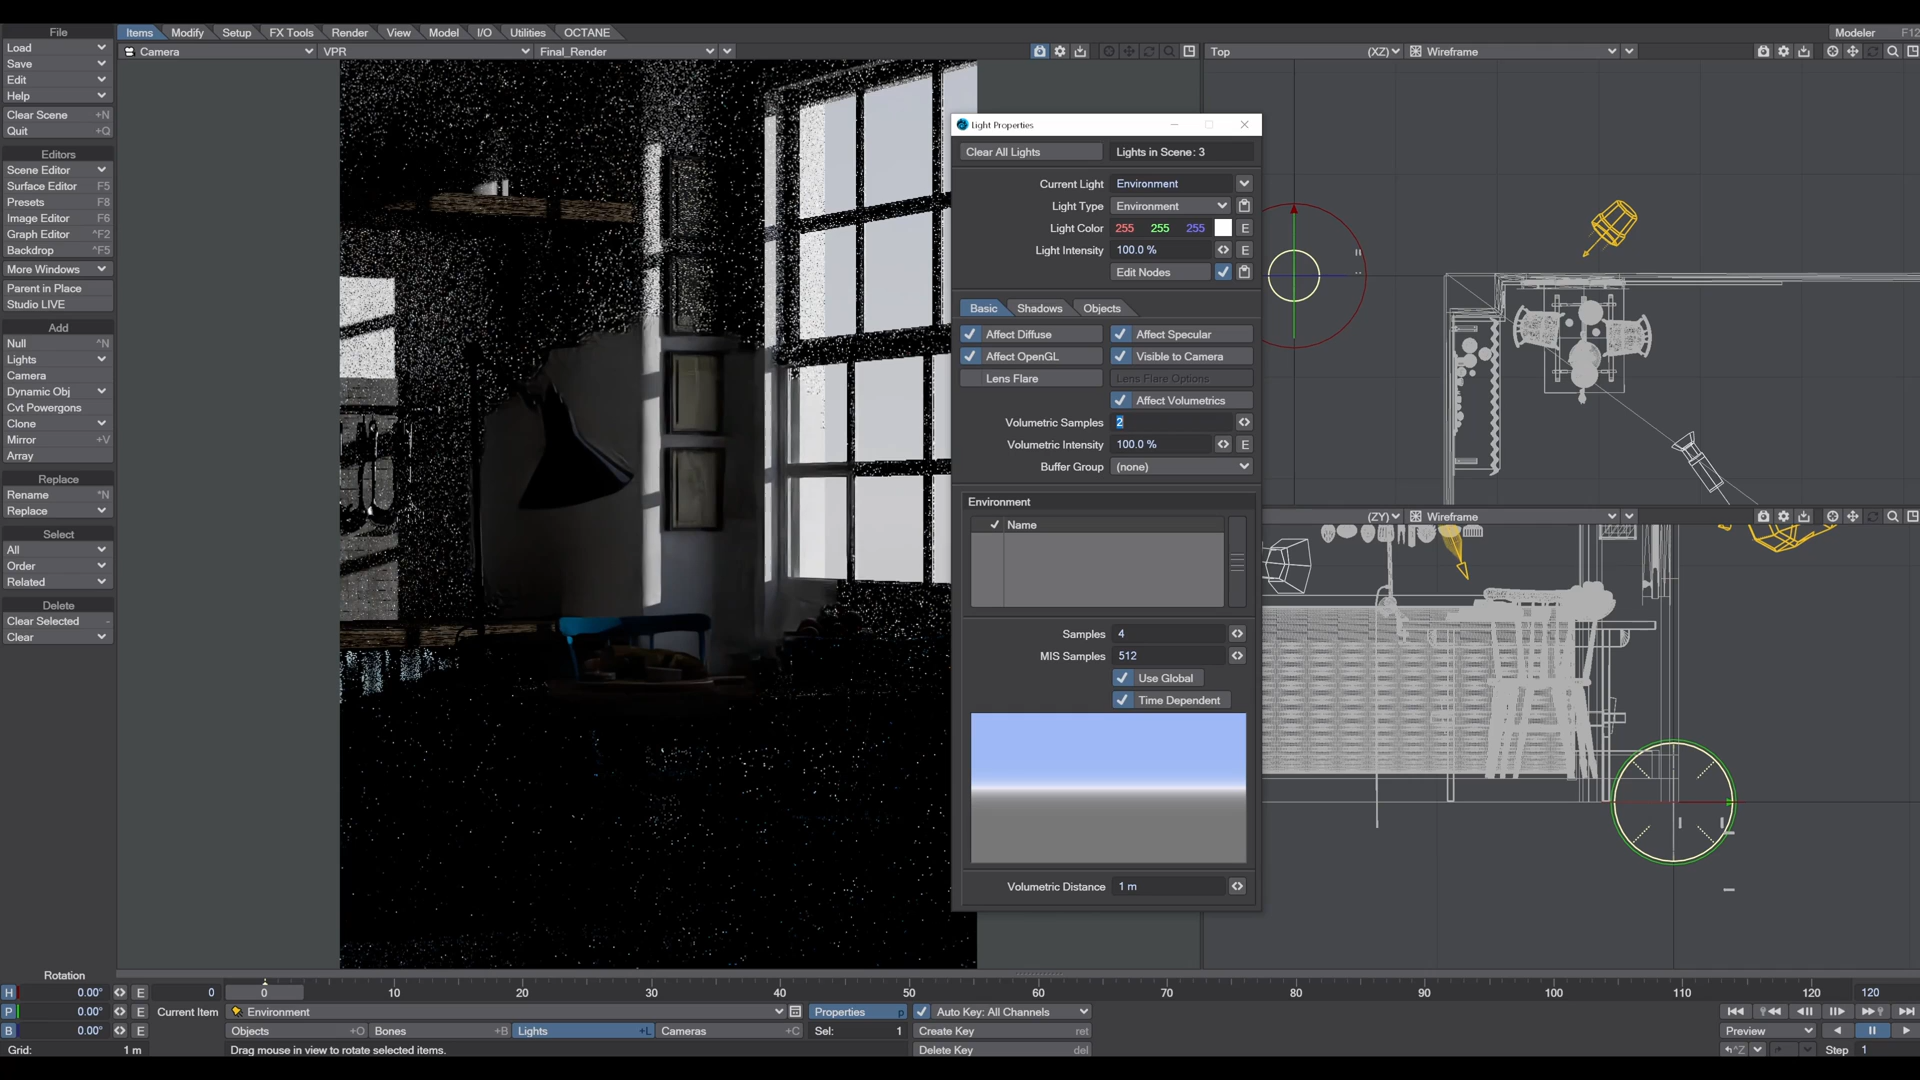 Items Modify Setup FX Tools Render View Model I/O Utilities OCTANE Modeler F12
Camera VPR Final_Render Top (XZ) Wireframe
File
Load
Save
Edit
Help
Clear Scene +N
Quit +Q
Editors
Scene Editor
Surface Editor F5
Presets F8
Image Editor F6
Graph Editor ^F2
Backdrop ^F5
More Windows
Parent in Place
Studio LIVE
Add
Null ^N
Lights
Camera
Dynamic Obj
Cvt Powergons
Clone
Mirror +V
Array
Replace
Rename ^N
Replace
Select
All
Order
Related
Delete
Clear Selected -
Clear
Light Properties
Clear All Lights Lights in Scene: 3
Current Light Environment
Light Type Environment
Light Color 255 255 255 E
Light Intensity 100.0 % E
Edit Nodes
Basic Shadows Objects
Affect Diffuse Affect Specular
Affect OpenGL Visible to Camera
Lens Flare Lens Flare Options
Affect Volumetrics
Volumetric Samples 2
Volumetric Intensity 100.0 % E
Buffer Group (none)
Environment
Name
Samples 4
MIS Samples 512
Use Global
Time Dependent
Volumetric Distance 1 m
(ZY) Wireframe
Rotation
H 0.00° E 0 0 10 20 30 40 50 60 70 80 90 100 110 120 120
P 0.00° E Current Item Environment Properties p Auto Key: All Channels
B 0.00° E Objects +O Bones +B Lights +L Cameras +C Sel: 1 Create Key ret Preview
Grid: 1 m Drag mouse in view to rotate selected items. Delete Key del ^Z Step 1